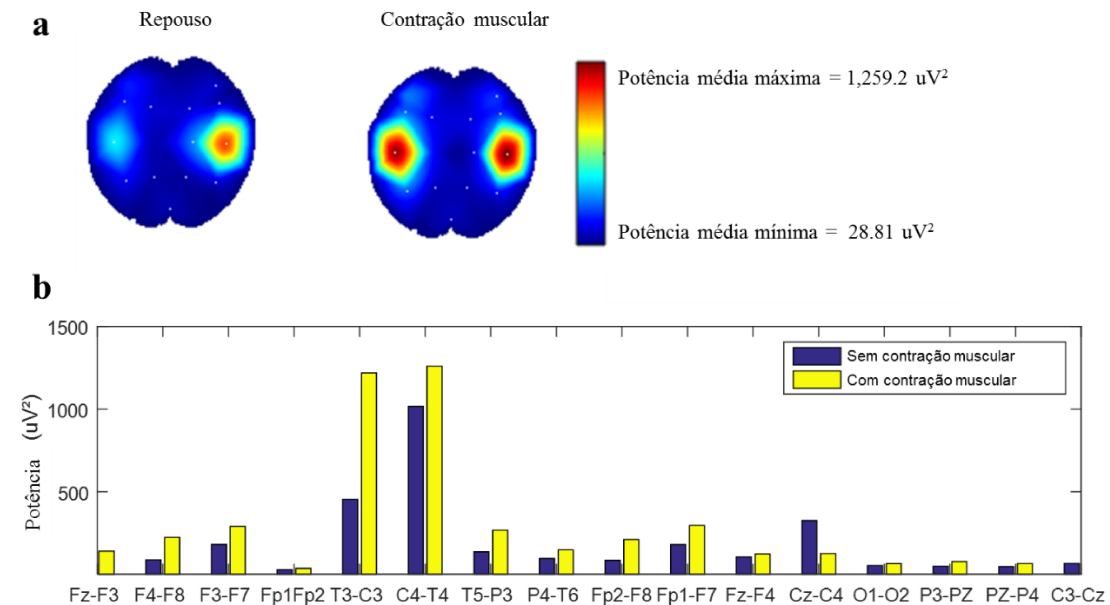 a
Repouso
Contração muscular
Potência média máxima = 1,259.2 uV²
Potência média mínima = 28.81 uV²
b
1500
1000
500
Potência (uV²)
Sem contração muscular
Com contração muscular
Fz-F3 F4-F8 F3-F7 Fp1Fp2 T3-C3 C4-T4 T5-P3 P4-T6 Fp2-F8 Fp1-F7 Fz-F4 Cz-C4 O1-O2 P3-PZ PZ-P4 C3-Cz